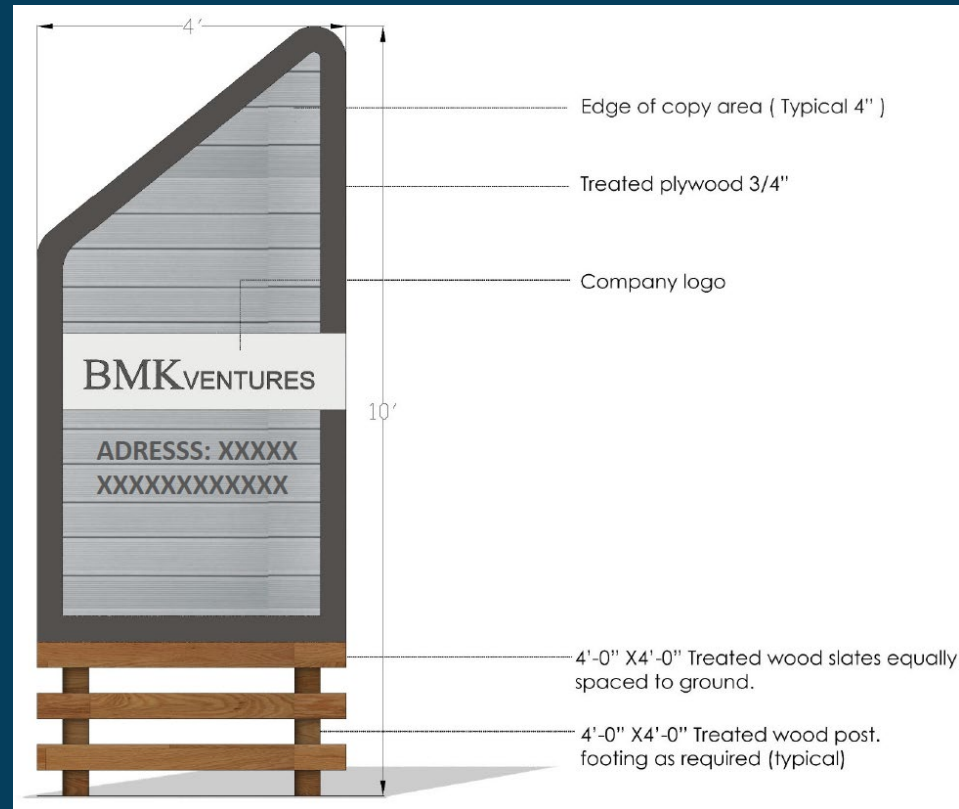 4'
Edge of copy area ( Typical 4" )
Treated plywood 3/4"
Company logo
BMKVENTURES
10'
ADRESSS: XXXXX
XXXXXXXXXXXX
4'-0" X4'-0" Treated wood slates equally
spaced to ground.
4'-0" X4'-0" Treated wood post.
footing as required (typical)